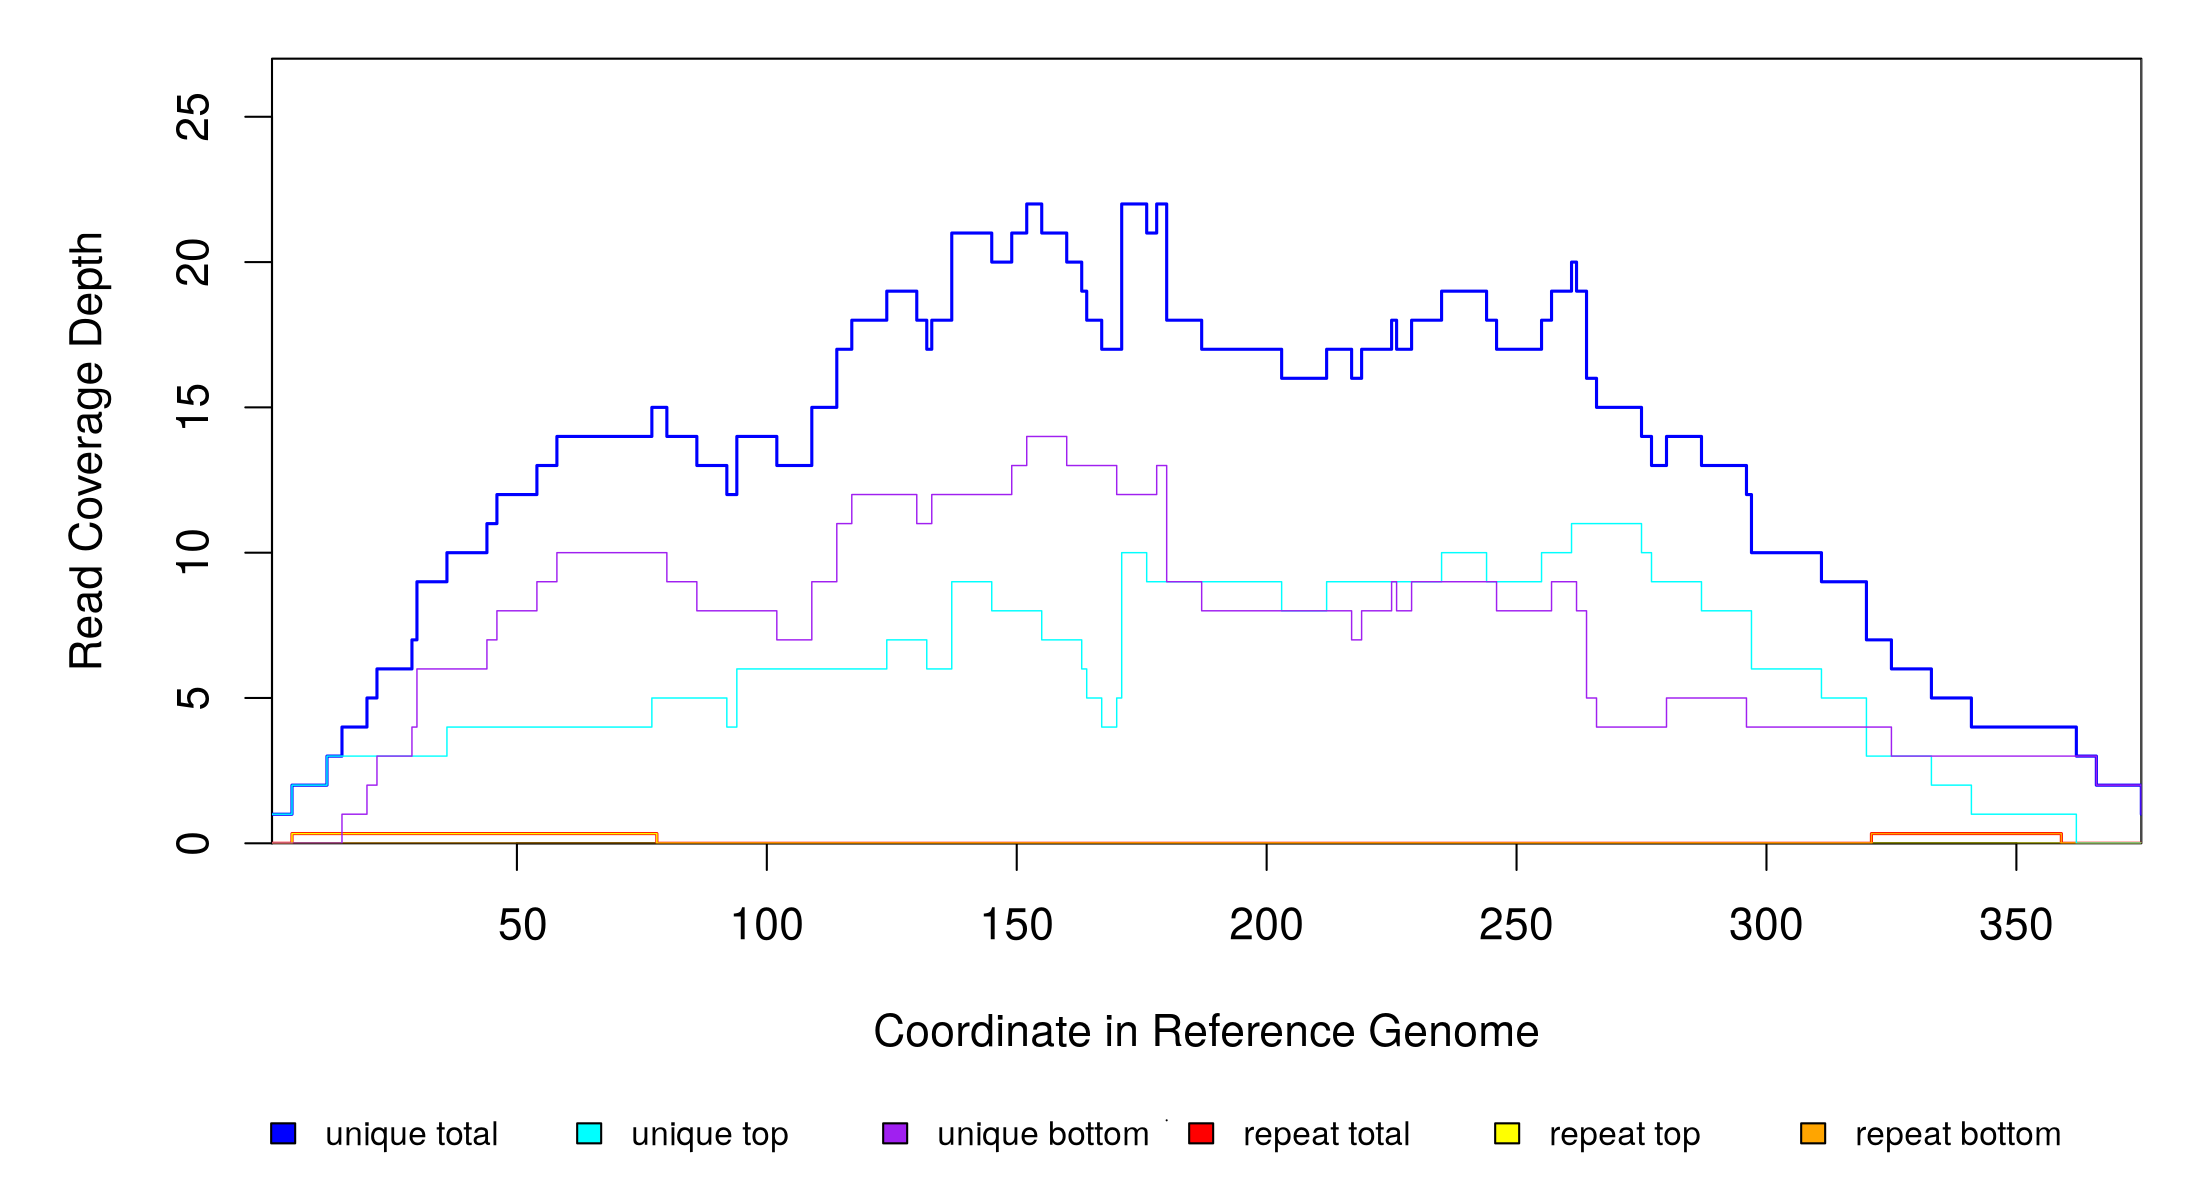 Read Coverage Depth
25
20
15
10
5
0
50 100 150 200 250 300 350
Coordinate in Reference Genome
unique total unique top unique bottom repeat total repeat top repeat bottom